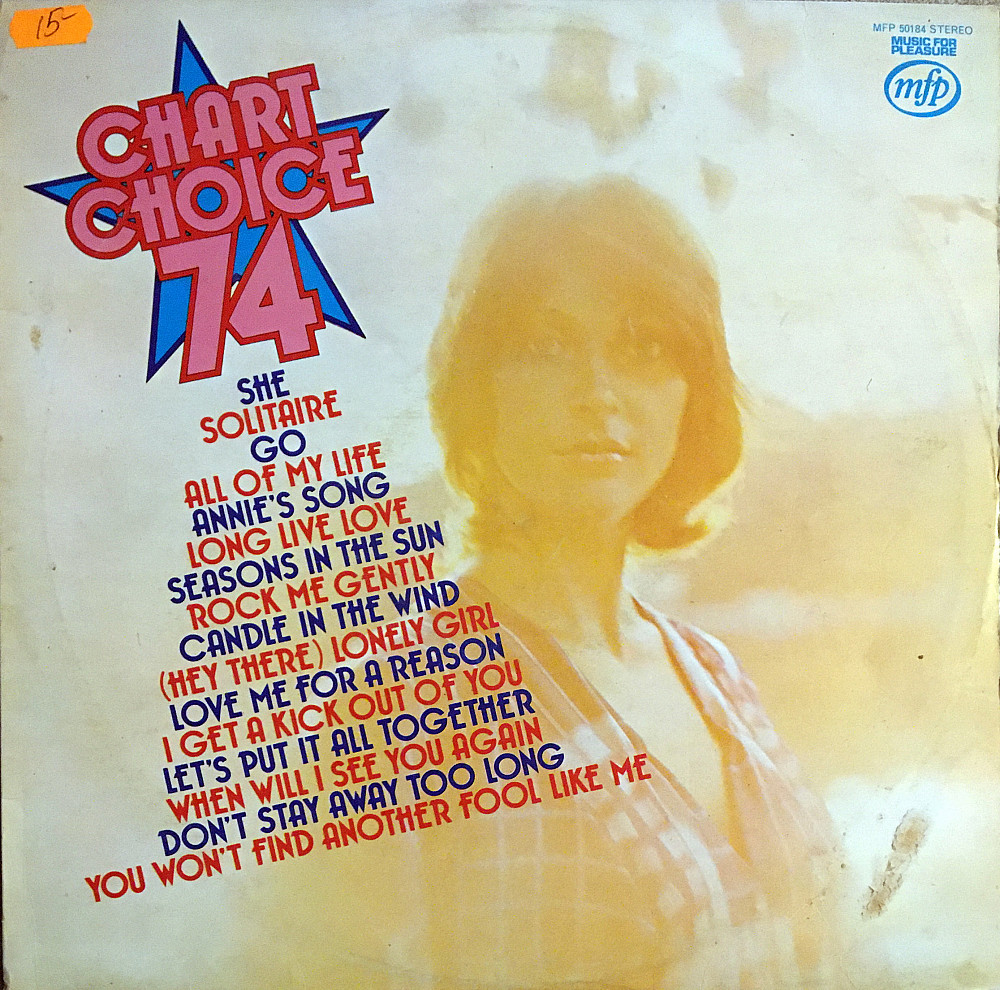 15-
MFP 50184 STEREO
MUSIC FOR
PLEASURE
mfp
CHART
CHOICE
74
SHE
SOLITAIRE
GO
ALL OF MY LIFE
ANNIE'S SONG
LONG LIVE LOVE
SEASONS IN THE SUN
ROCK ME GENTLY
CANDLE IN THE WIND
(HEY THERE) LONELY GIRL
LOVE ME FOR A REASON
I GET A KICK OUT OF YOU
LET'S PUT IT ALL TOGETHER
WHEN WILL I SEE YOU AGAIN
DON'T STAY AWAY TOO LONG
YOU WON'T FIND ANOTHER FOOL LIKE ME